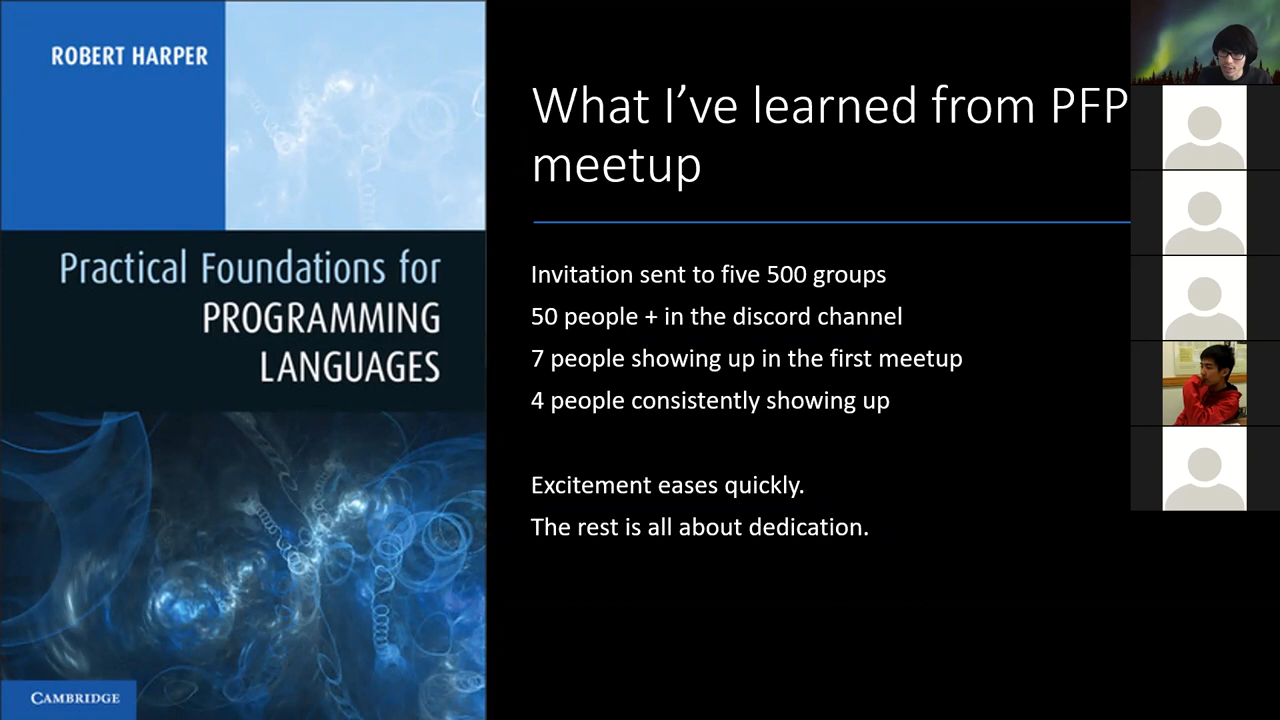 ROBERT HARPER
Practical Foundations for
PROGRAMMING
LANGUAGES
CAMBRIDGE
What I've learned from PFP
meetup
Invitation sent to five 500 groups
50 people + in the discord channel
7 people showing up in the first meetup
4 people consistently showing up
Excitement eases quickly.
The rest is all about dedication.